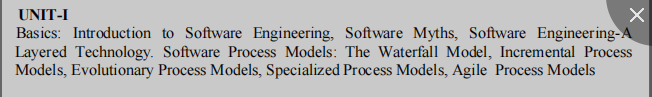 UNIT-I
Basics: Introduction to Software Engineering, Software Myths, Software Engineering-A
Layered Technology. Software Process Models: The Waterfall Model, Incremental Process
Models, Evolutionary Process Models, Specialized Process Models, Agile Process Models